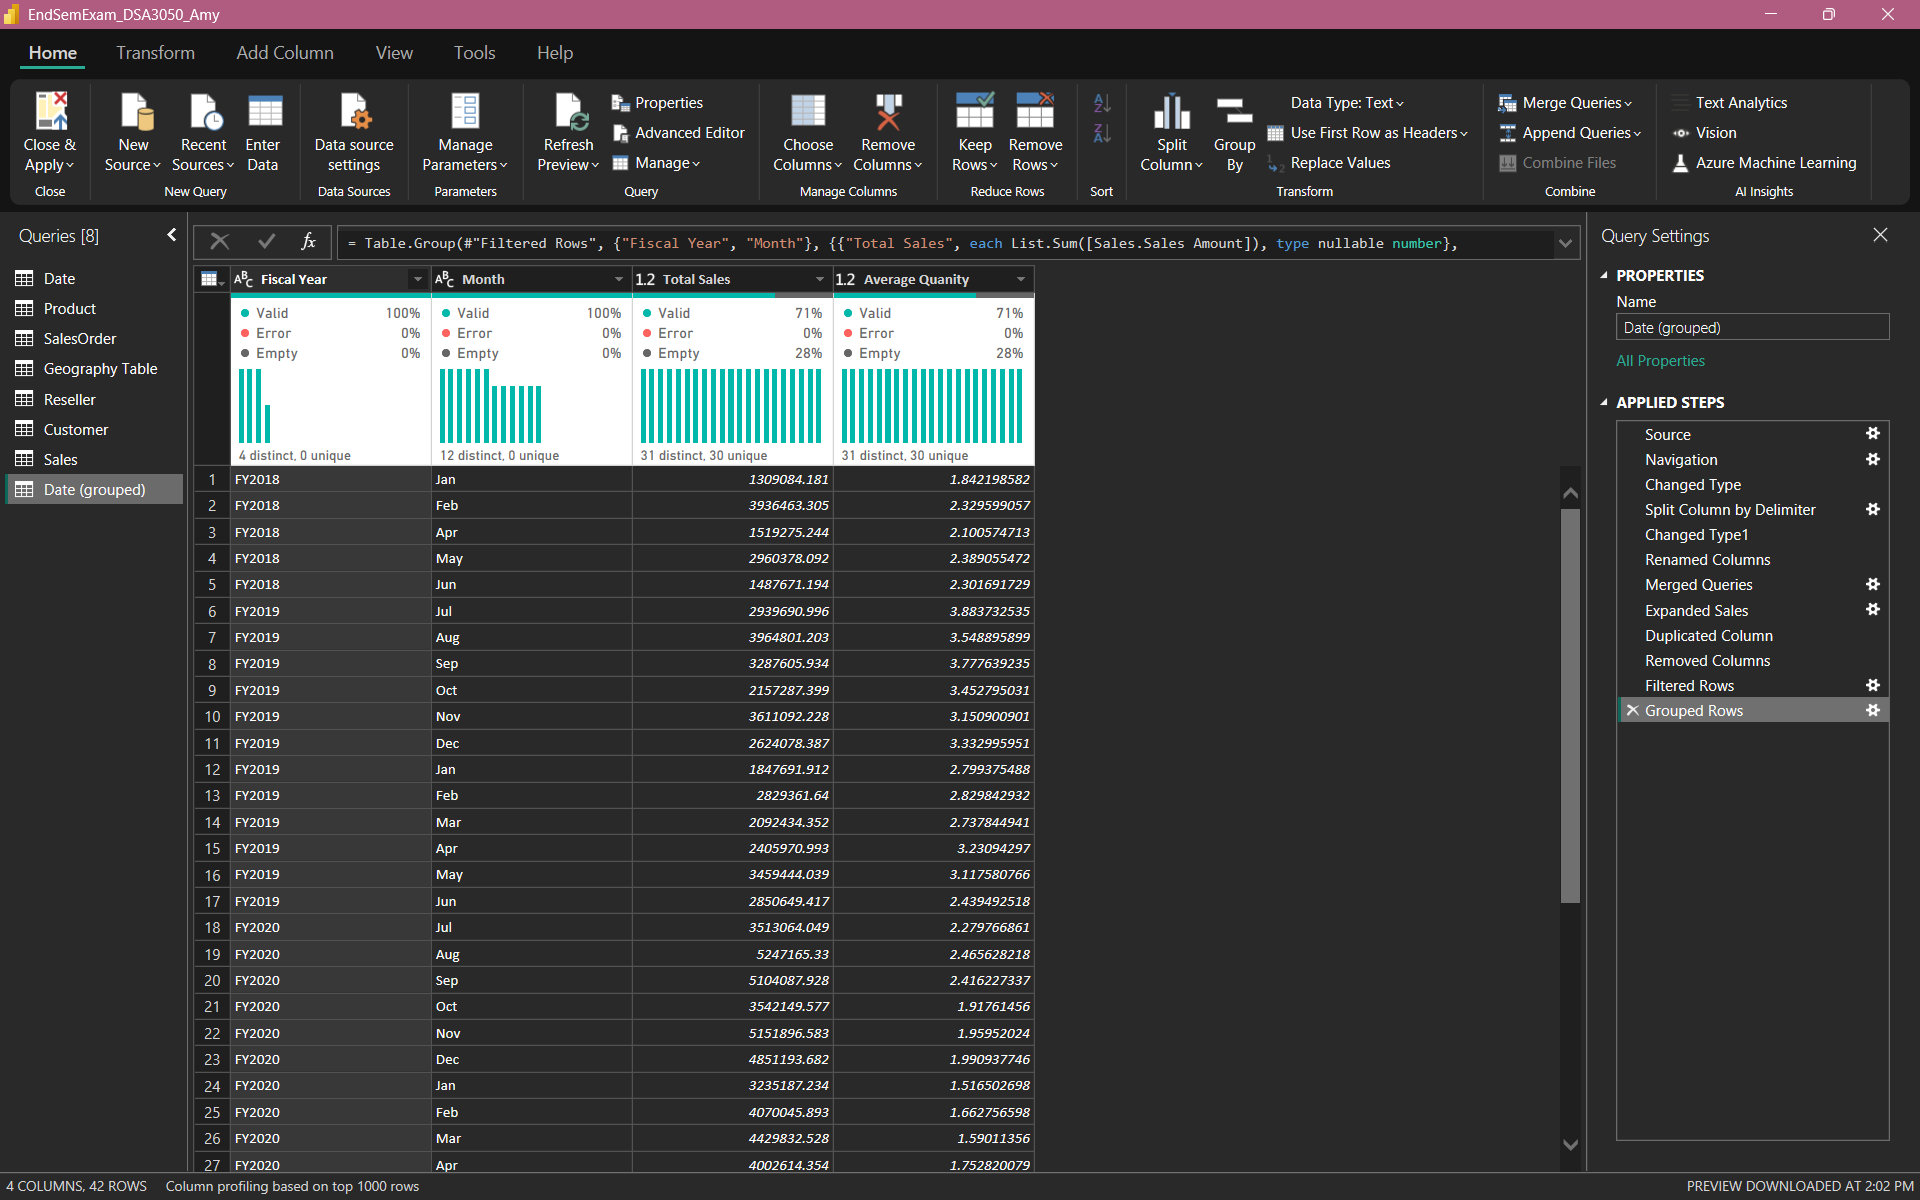 EndSemExam_DSA3050_Amy
Home Transform Add Column View Tools Help
Close & Apply
Close
New Source
Recent Sources
Enter Data
New Query
Data source settings
Data Sources
Manage Parameters
Parameters
Refresh Preview
Properties
Advanced Editor
Manage
Query
Choose Columns
Remove Columns
Manage Columns
Keep Rows
Remove Rows
Reduce Rows
Sort
Split Column
Group By
Data Type: Text
Use First Row as Headers
Replace Values
Transform
Merge Queries
Append Queries
Combine Files
Combine
Text Analytics
Vision
Azure Machine Learning
AI Insights
Queries [8]
Date
Product
SalesOrder
Geography Table
Reseller
Customer
Sales
Date (grouped)
fx
= Table.Group(#"Filtered Rows", {"Fiscal Year", "Month"}, {{"Total Sales", each List.Sum([Sales.Sales Amount]), type nullable number},
ABC Fiscal Year ABC Month 1.2 Total Sales 1.2 Average Quanity
Valid 100% Valid 100% Valid 71% Valid 71%
Error 0% Error 0% Error 0% Error 0%
Empty 0% Empty 0% Empty 28% Empty 28%
4 distinct, 0 unique 12 distinct, 0 unique 31 distinct, 30 unique 31 distinct, 30 unique
1 FY2018 Jan 1309084.181 1.842198582
2 FY2018 Feb 3936463.305 2.329599057
3 FY2018 Apr 1519275.244 2.100574713
4 FY2018 May 2960378.092 2.389055472
5 FY2018 Jun 1487671.194 2.301691729
6 FY2019 Jul 2939690.996 3.883732535
7 FY2019 Aug 3964801.203 3.548895899
8 FY2019 Sep 3287605.934 3.777639235
9 FY2019 Oct 2157287.399 3.452795031
10 FY2019 Nov 3611092.228 3.150900901
11 FY2019 Dec 2624078.387 3.332995951
12 FY2019 Jan 1847691.912 2.799375488
13 FY2019 Feb 2829361.64 2.829842932
14 FY2019 Mar 2092434.352 2.737844941
15 FY2019 Apr 2405970.993 3.23094297
16 FY2019 May 3459444.039 3.117580766
17 FY2019 Jun 2850649.417 2.439492518
18 FY2020 Jul 3513064.049 2.279766861
19 FY2020 Aug 5247165.33 2.465628218
20 FY2020 Sep 5104087.928 2.416227337
21 FY2020 Oct 3542149.577 1.91761456
22 FY2020 Nov 5151896.583 1.95952024
23 FY2020 Dec 4851193.682 1.990937746
24 FY2020 Jan 3235187.234 1.516502698
25 FY2020 Feb 4070045.893 1.662756598
26 FY2020 Mar 4429832.528 1.59011356
27 FY2020 Apr 4002614.354 1.752820079
Query Settings
PROPERTIES
Name
Date (grouped)
All Properties
APPLIED STEPS
Source
Navigation
Changed Type
Split Column by Delimiter
Changed Type1
Renamed Columns
Merged Queries
Expanded Sales
Duplicated Column
Removed Columns
Filtered Rows
Grouped Rows
4 COLUMNS, 42 ROWS Column profiling based on top 1000 rows
PREVIEW DOWNLOADED AT 2:02 PM